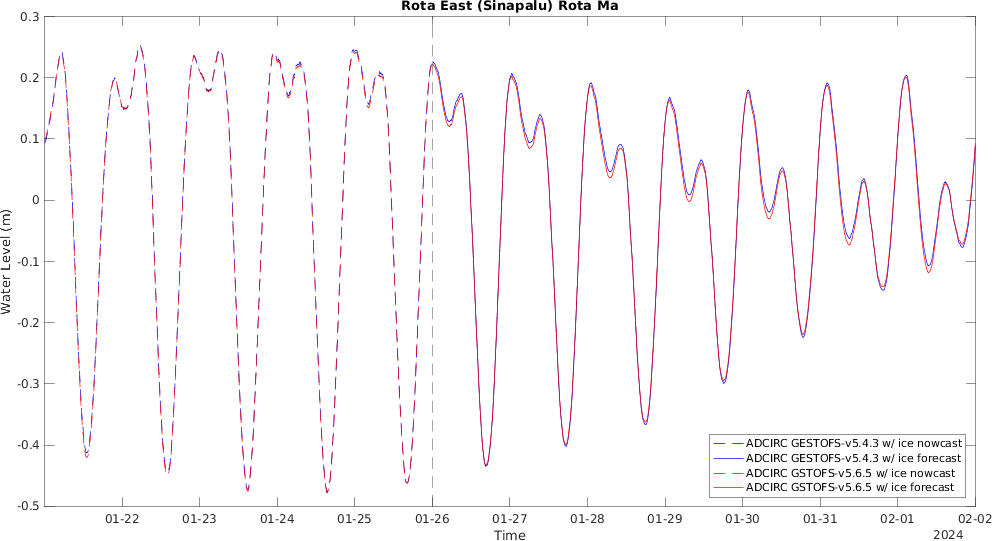 Rota East (Sinapalu) Rota Ma
0.3
0.2
0.1
0
-0.1
-0.2
-0.3
-0.4
-0.5
Water Level (m)
ADCIRC GESTOFS-v5.4.3 w/ ice nowcast
ADCIRC GSTOFS-v5.4.3 w/ ice forecast
ADCIRC GSTOFS-v5.6.5 w/ ice nowcast
ADCIRC GSTOFS-v5.6.5 w/ ice forecast
01-22 01-23 01-24 01-25 01-26 01-27 01-28 01-29 01-30 01-31 02-01 02-02
Time
2024